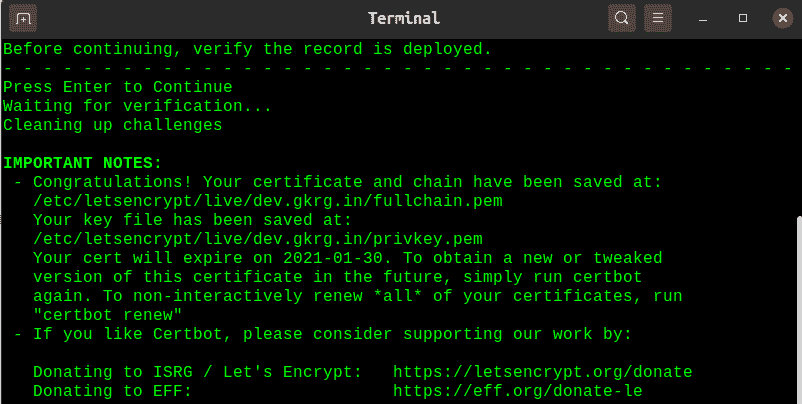 Terminal
Before continuing, verify the record is deployed.
- - - - - - - - - - - - - - - - - - - - - - - - - - - - - - - - - - - - - - - -
Press Enter to Continue
Waiting for verification...
Cleaning up challenges
IMPORTANT NOTES:
- Congratulations! Your certificate and chain have been saved at:
/etc/letsencrypt/live/dev.gkrg.in/fullchain.pem
Your key file has been saved at:
/etc/letsencrypt/live/dev.gkrg.in/privkey.pem
Your cert will expire on 2021-01-30. To obtain a new or tweaked
version of this certificate in the future, simply run certbot
again. To non-interactively renew *all* of your certificates, run
"certbot renew"
- If you like Certbot, please consider supporting our work by:
Donating to ISRG / Let's Encrypt:   https://letsencrypt.org/donate
Donating to EFF:                    https://eff.org/donate-le